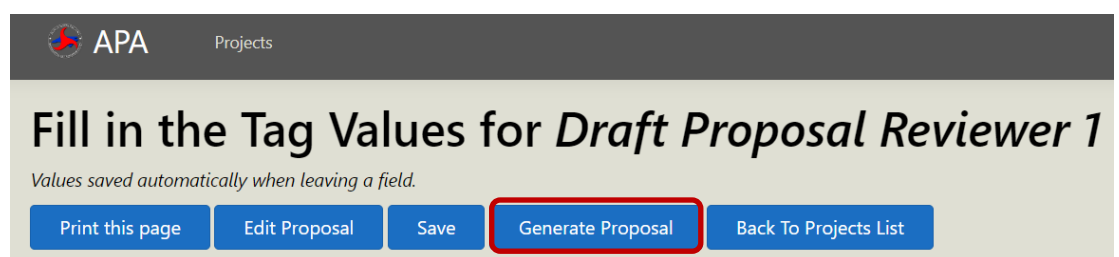 APA Projects
Fill in the Tag Values for Draft Proposal Reviewer 1
Values saved automatically when leaving a field.
Print this page Edit Proposal Save Generate Proposal Back To Projects List